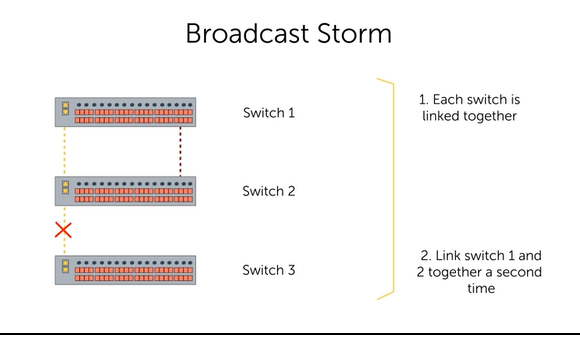 Broadcast Storm
Switch 1
1. Each switch is
linked together
Switch 2
Switch 3
2. Link switch 1 and
2 together a second
time